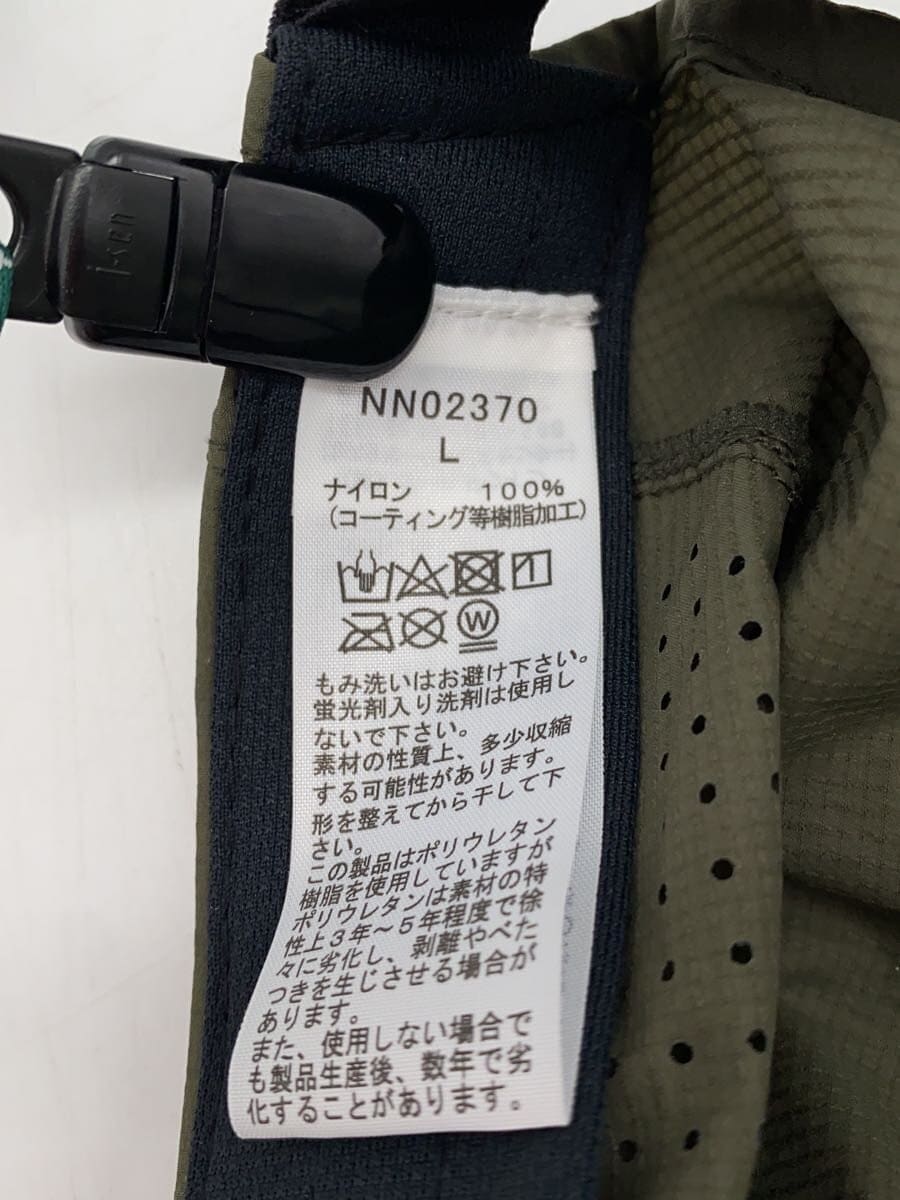 j-sen
NN02370
L
ナイロン 100%
(コーティング等樹脂加工)
W
もみ洗いはお避け下さい。
蛍光剤入り洗剤は使用し
ないで下さい。
素材の性質上、多少収縮
する可能性があります。
形を整えてから干して下
さい。
この製品はポリウレタン
樹脂を使用していますが
ポリウレタンは素材の特
性上3年～5年程度で徐
々に劣化し、剥離やべた
つきを生じさせる場合が
あります。
また、使用しない場合で
も製品生産後、数年で劣
化することがあります。